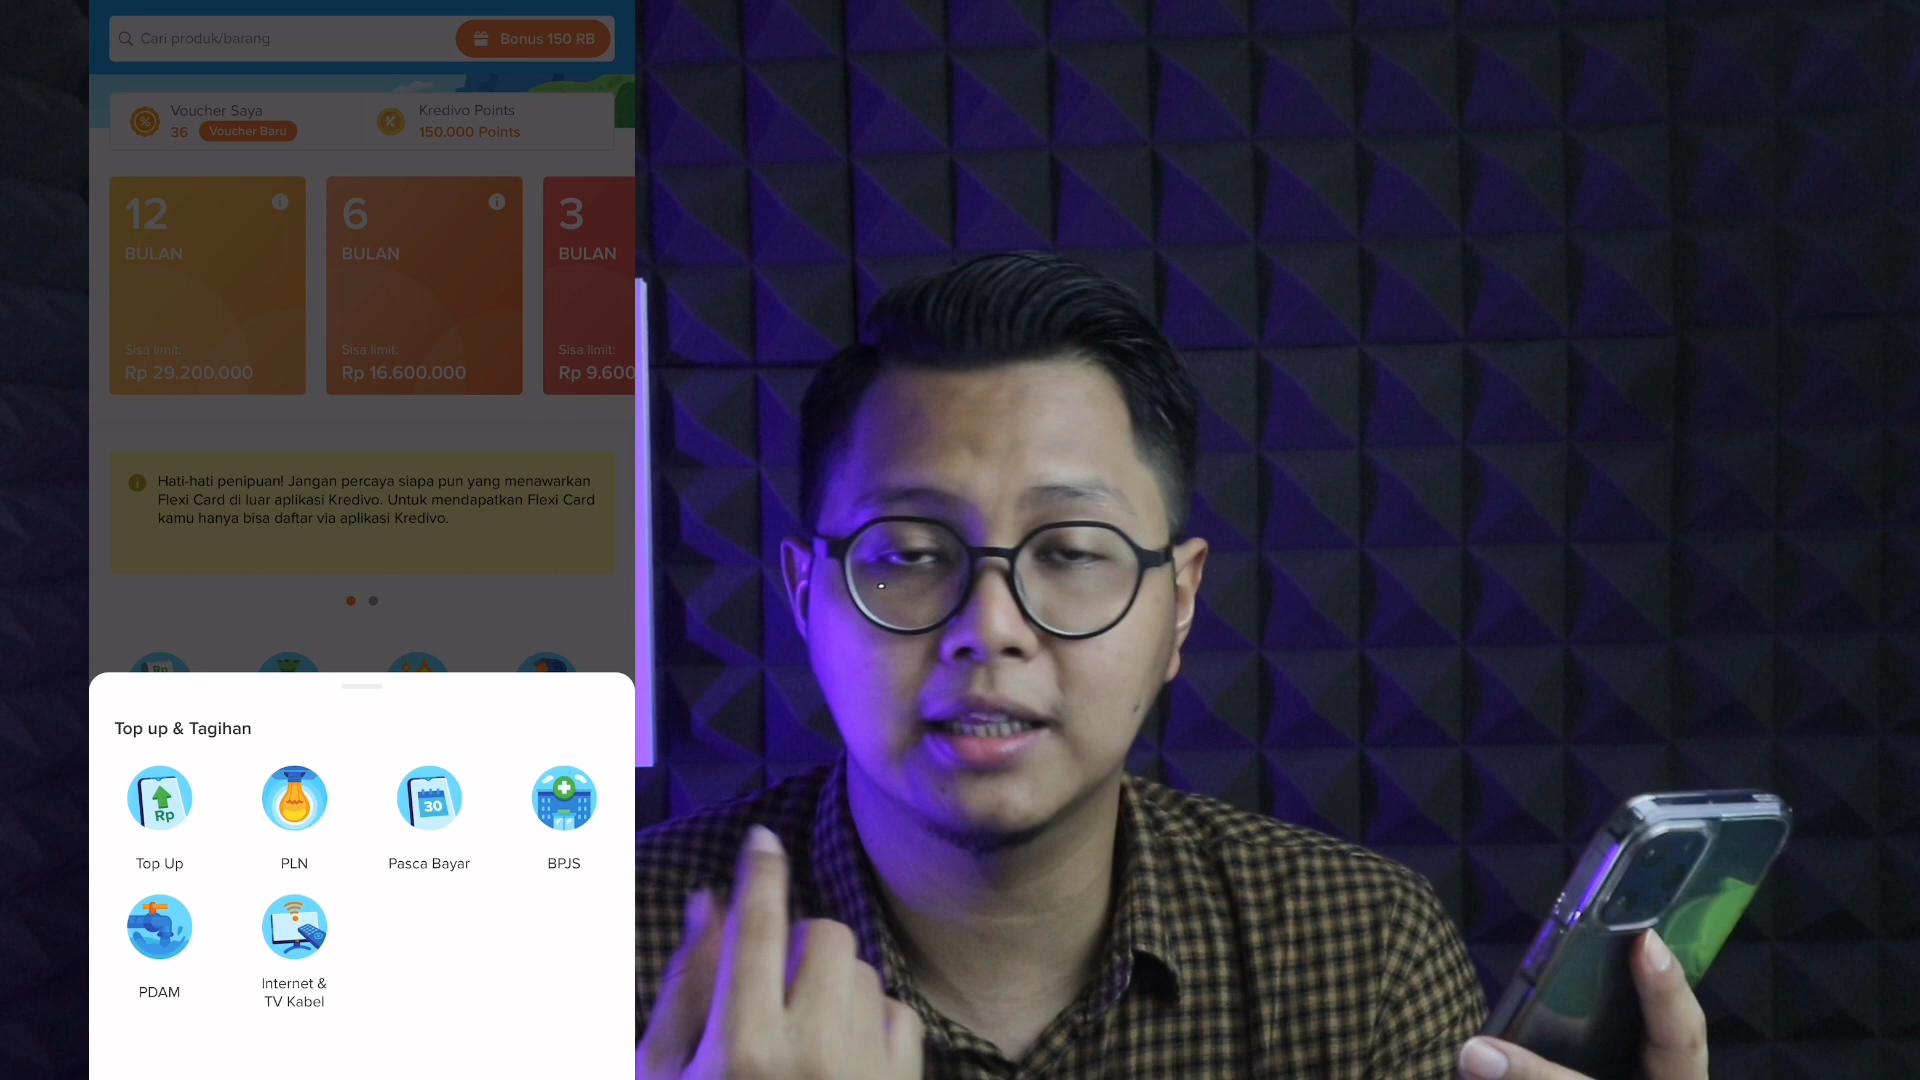 Cari produk/barang
Bonus 150 RB
Voucher Saya
36 Voucher Baru
Kredivo Points
150.000 Points
12
BULAN
Sisa limit:
Rp 29.200.000
6
BULAN
Sisa limit:
Rp 16.600.000
3
BULAN
Sisa limit:
Rp 9.600
Hati-hati penipuan! Jangan percaya siapa pun yang menawarkan
Flexi Card di luar aplikasi Kredivo. Untuk mendapatkan Flexi Card
kamu hanya bisa daftar via aplikasi Kredivo.
Rp
Top up & Tagihan
Rp
Top Up
PLN
30
Pasca Bayar
BPJS
PDAM
Internet &
TV Kabel